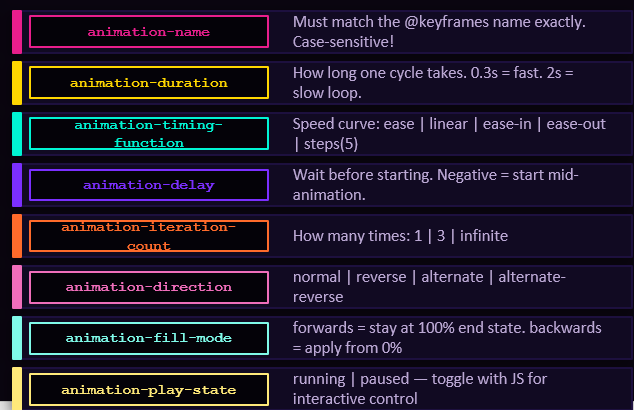 animation-name
Must match the @keyframes name exactly.
Case-sensitive!
animation-duration
How long one cycle takes. 0.3s = fast. 2s =
slow loop.
animation-timing-
function
Speed curve: ease | linear | ease-in | ease-out
| steps(5)
animation-delay
Wait before starting. Negative = start mid-
animation.
animation-iteration-
count
How many times: 1 | 3 | infinite
animation-direction
normal | reverse | alternate | alternate-
reverse
animation-fill-mode
forwards = stay at 100% end state. backwards
= apply from 0%
animation-play-state
running | paused — toggle with JS for
interactive control